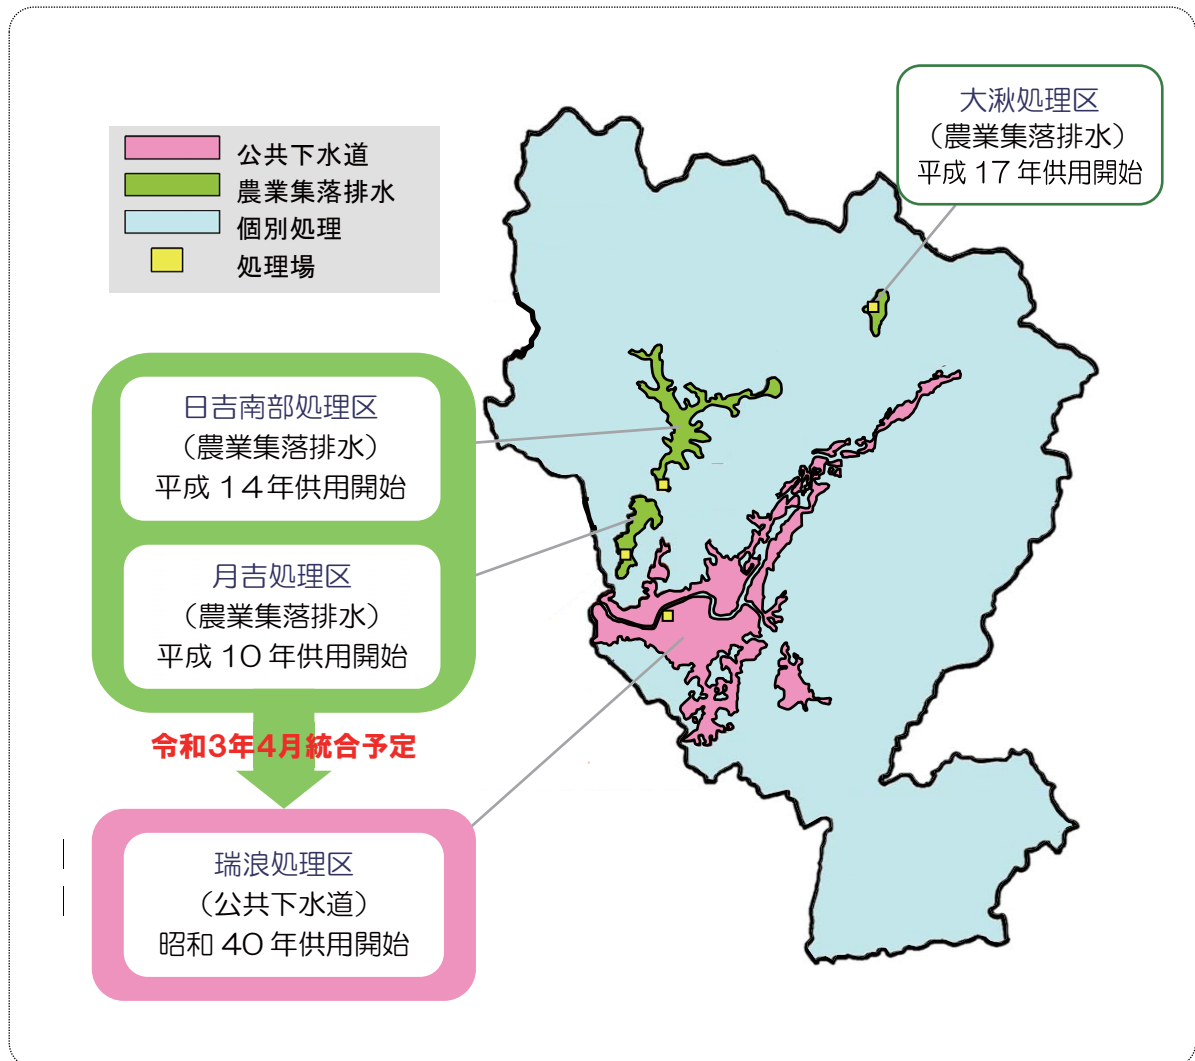 大湫処理区
（農業集落排水）
平成 17 年供用開始
公共下水道
農業集落排水
個別処理
処理場
日吉南部処理区
（農業集落排水）
平成 14年供用開始
月吉処理区
（農業集落排水）
平成 10 年供用開始
令和3年4月統合予定
瑞浪処理区
（公共下水道）
昭和 40 年供用開始